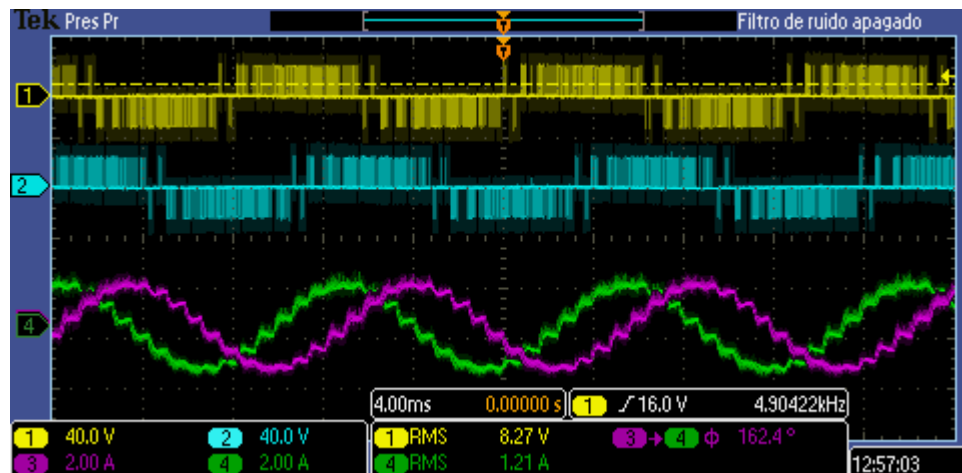 Tek Pres Pr Filtro de ruido apagado
1
2
4
4.00ms 0.00000 s 1 16.0 V 4.90422kHz
1 40.0 V 2 40.0 V 1 RMS 8.27 V 3 → 4 φ 162.4 °
3 2.00 A 4 2.00 A 4 RMS 1.21 A 12:57:03